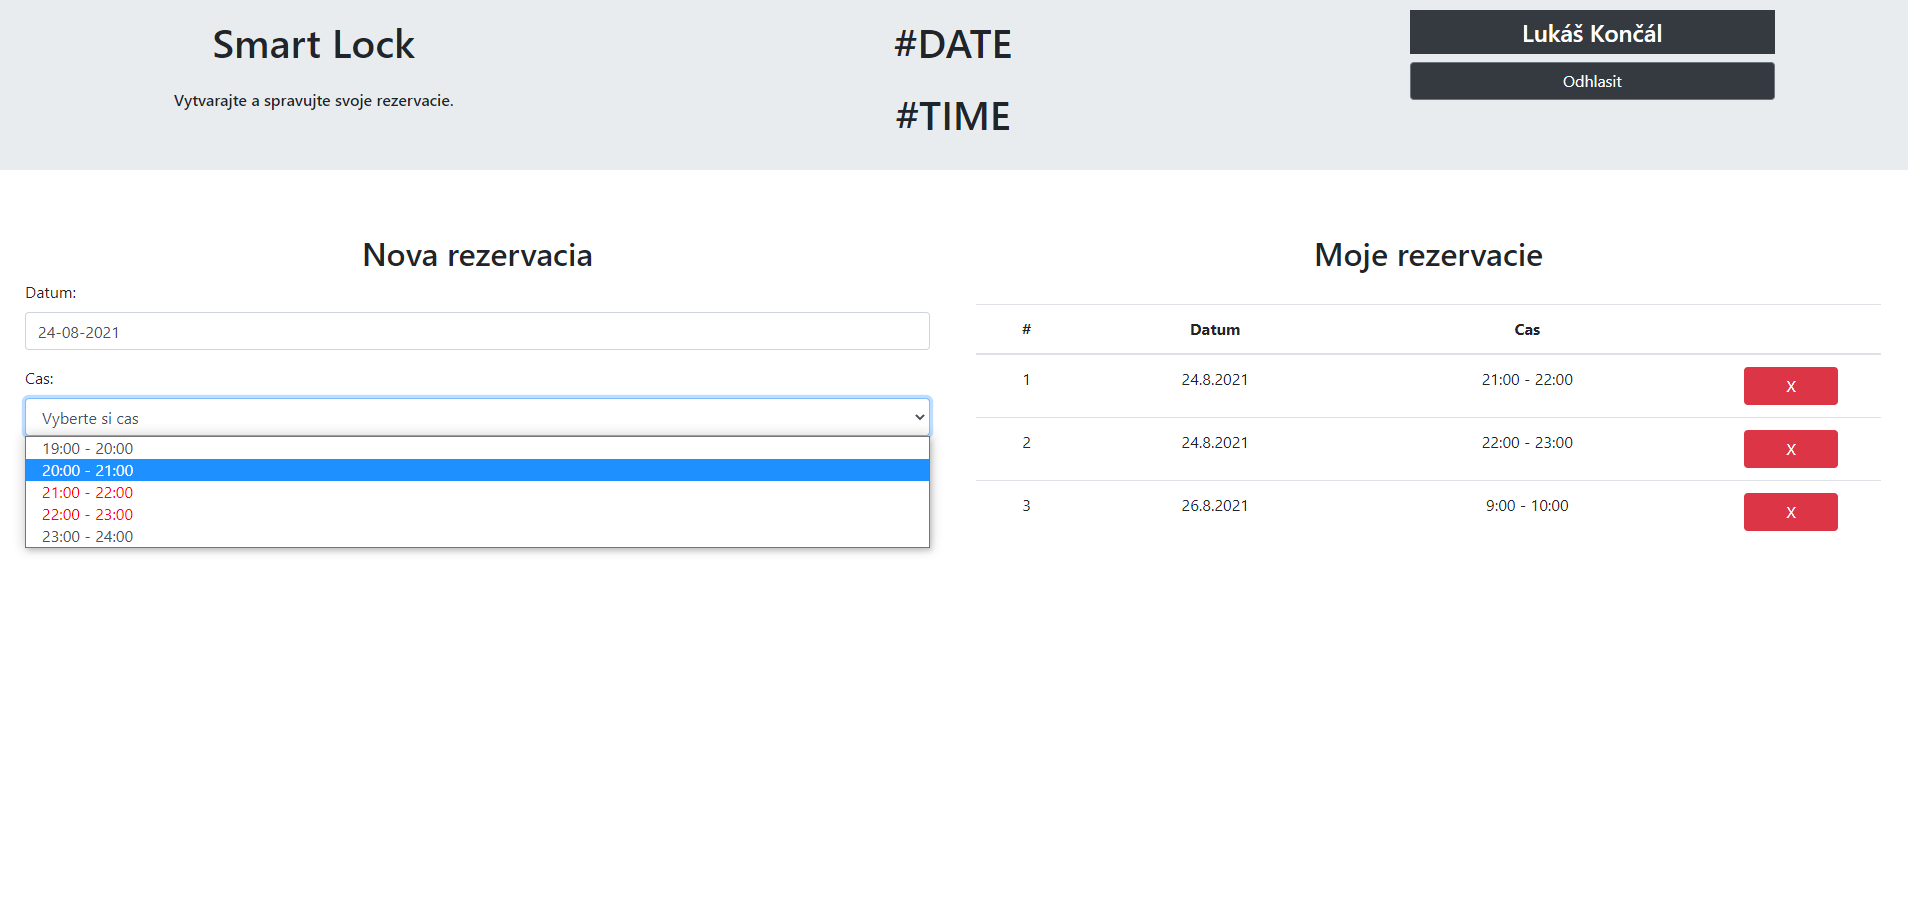 Smart Lock
Vytvarajte a spravujte svoje rezervacie.
#DATE
#TIME
Lukáš Končál
Odhlasit
Nova rezervacia
Datum:
24-08-2021
Cas:
Vyberte si cas
19:00 - 20:00
20:00 - 21:00
21:00 - 22:00
22:00 - 23:00
23:00 - 24:00
Moje rezervacie
# Datum Cas
1 24.8.2021 21:00 - 22:00 X
2 24.8.2021 22:00 - 23:00 X
3 26.8.2021 9:00 - 10:00 X